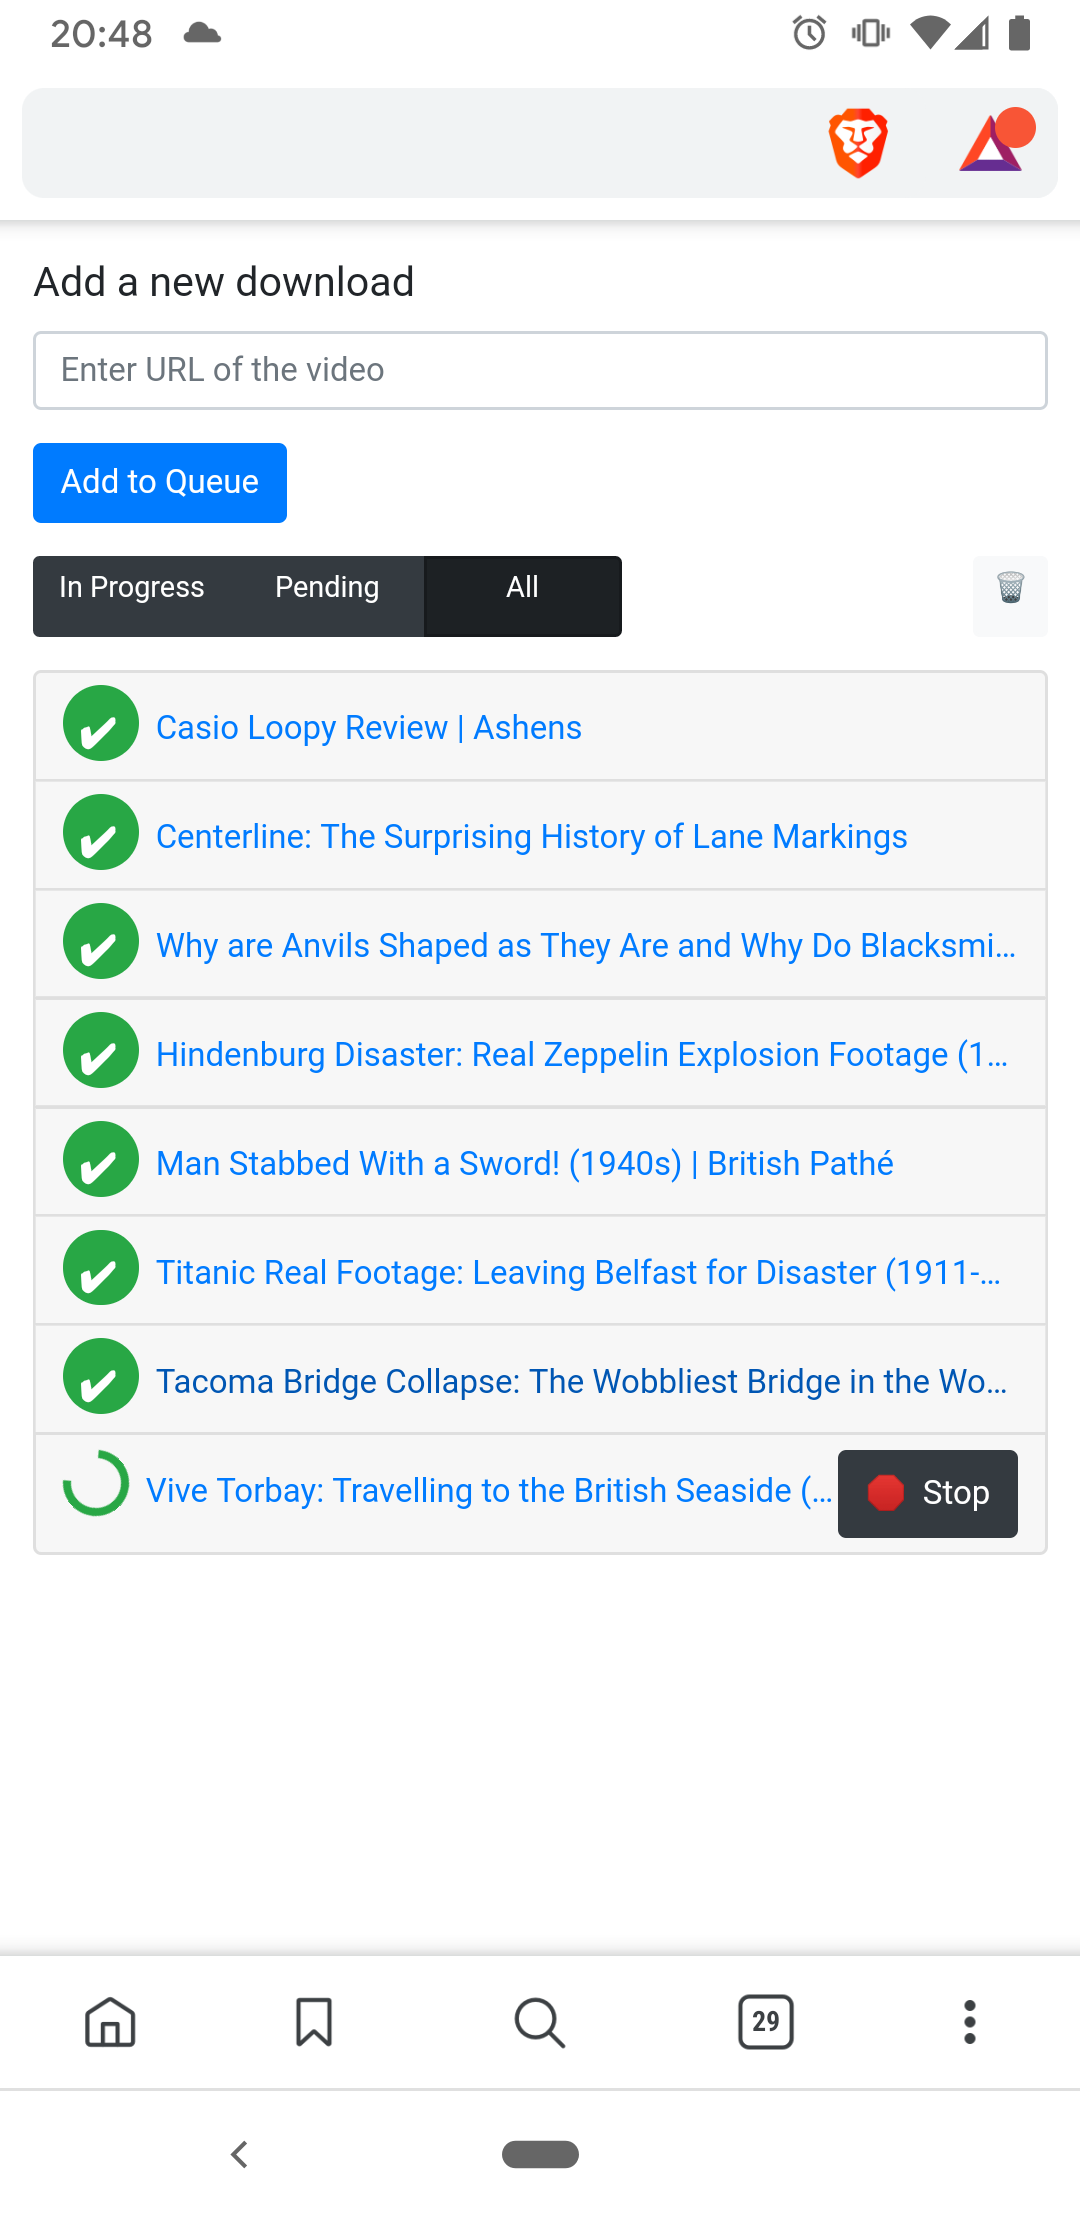 20:48
Add a new download
Enter URL of the video
Add to Queue
In Progress Pending All
Casio Loopy Review | Ashens
Centerline: The Surprising History of Lane Markings
Why are Anvils Shaped as They Are and Why Do Blacksmi...
Hindenburg Disaster: Real Zeppelin Explosion Footage (1...
Man Stabbed With a Sword! (1940s) | British Pathé
Titanic Real Footage: Leaving Belfast for Disaster (1911-...
Tacoma Bridge Collapse: The Wobbliest Bridge in the Wo...
Vive Torbay: Travelling to the British Seaside (... Stop
29